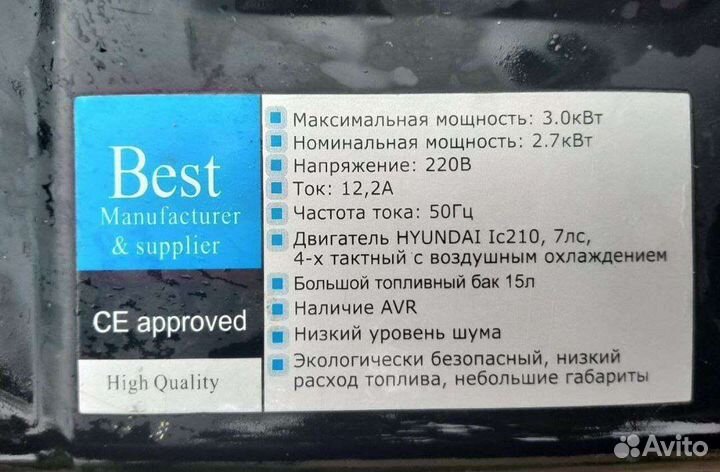 Best
Manufacturer
& supplier
CE approved
High Quality
Максимальная мощность: 3.0кВт
Номинальная мощность: 2.7кВт
Напряжение: 220В
Ток: 12,2А
Частота тока: 50Гц
Двигатель HYUNDAI Ic210, 7лс,
4-х тактный с воздушным охлаждением
Большой топливный бак 15л
Наличие AVR
Низкий уровень шума
Экологически безопасный, низкий
расход топлива, небольшие габариты
Avito